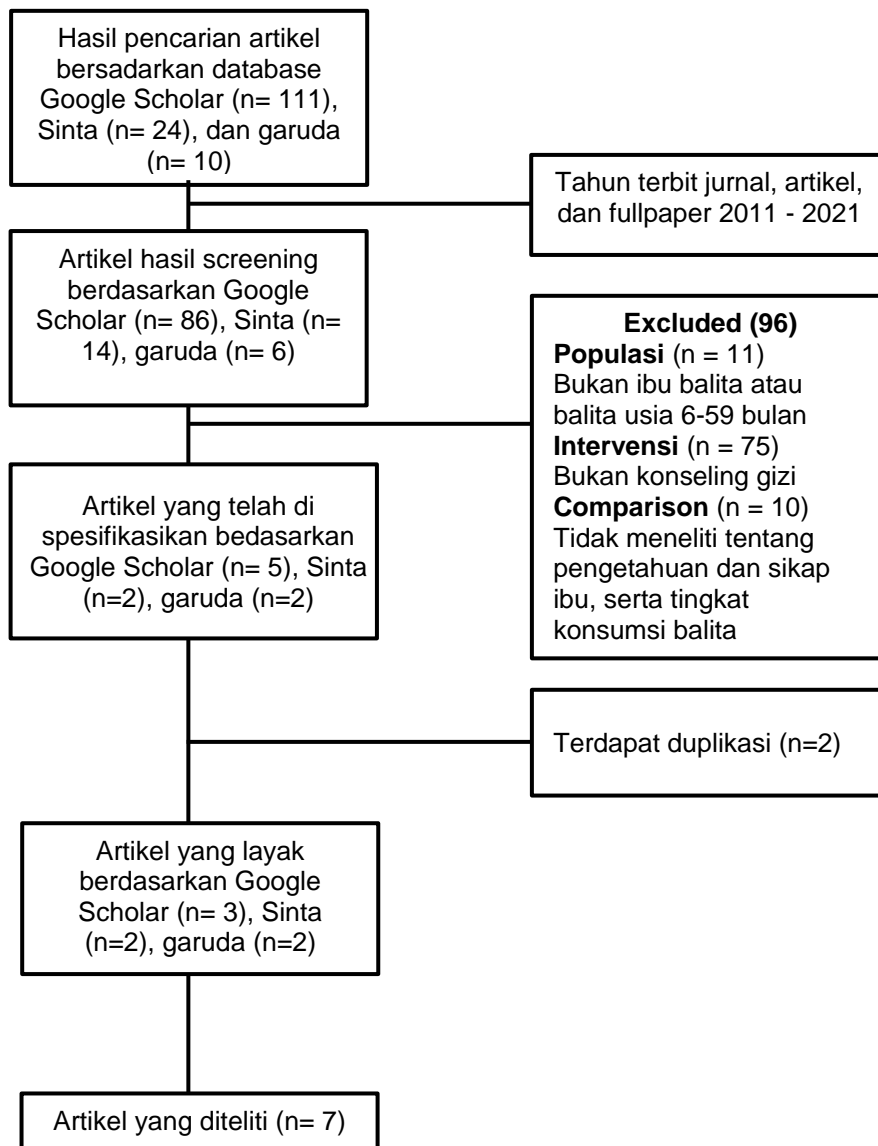 Hasil pencarian artikel
bersadarkan database
Google Scholar (n= 111),
Sinta (n= 24), dan garuda
(n= 10)
Tahun terbit jurnal, artikel,
dan fullpaper 2011 - 2021
Artikel hasil screening
berdasarkan Google
Scholar (n= 86), Sinta (n=
14), garuda (n= 6)
Excluded (96)
Populasi (n = 11)
Bukan ibu balita atau
balita usia 6-59 bulan
Intervensi (n = 75)
Bukan konseling gizi
Comparison (n = 10)
Tidak meneliti tentang
pengetahuan dan sikap
ibu, serta tingkat
konsumsi balita
Artikel yang telah di
spesifikasikan bedasarkan
Google Scholar (n= 5), Sinta
(n=2), garuda (n=2)
Terdapat duplikasi (n=2)
Artikel yang layak
berdasarkan Google
Scholar (n= 3), Sinta
(n=2), garuda (n=2)
Artikel yang diteliti (n= 7)